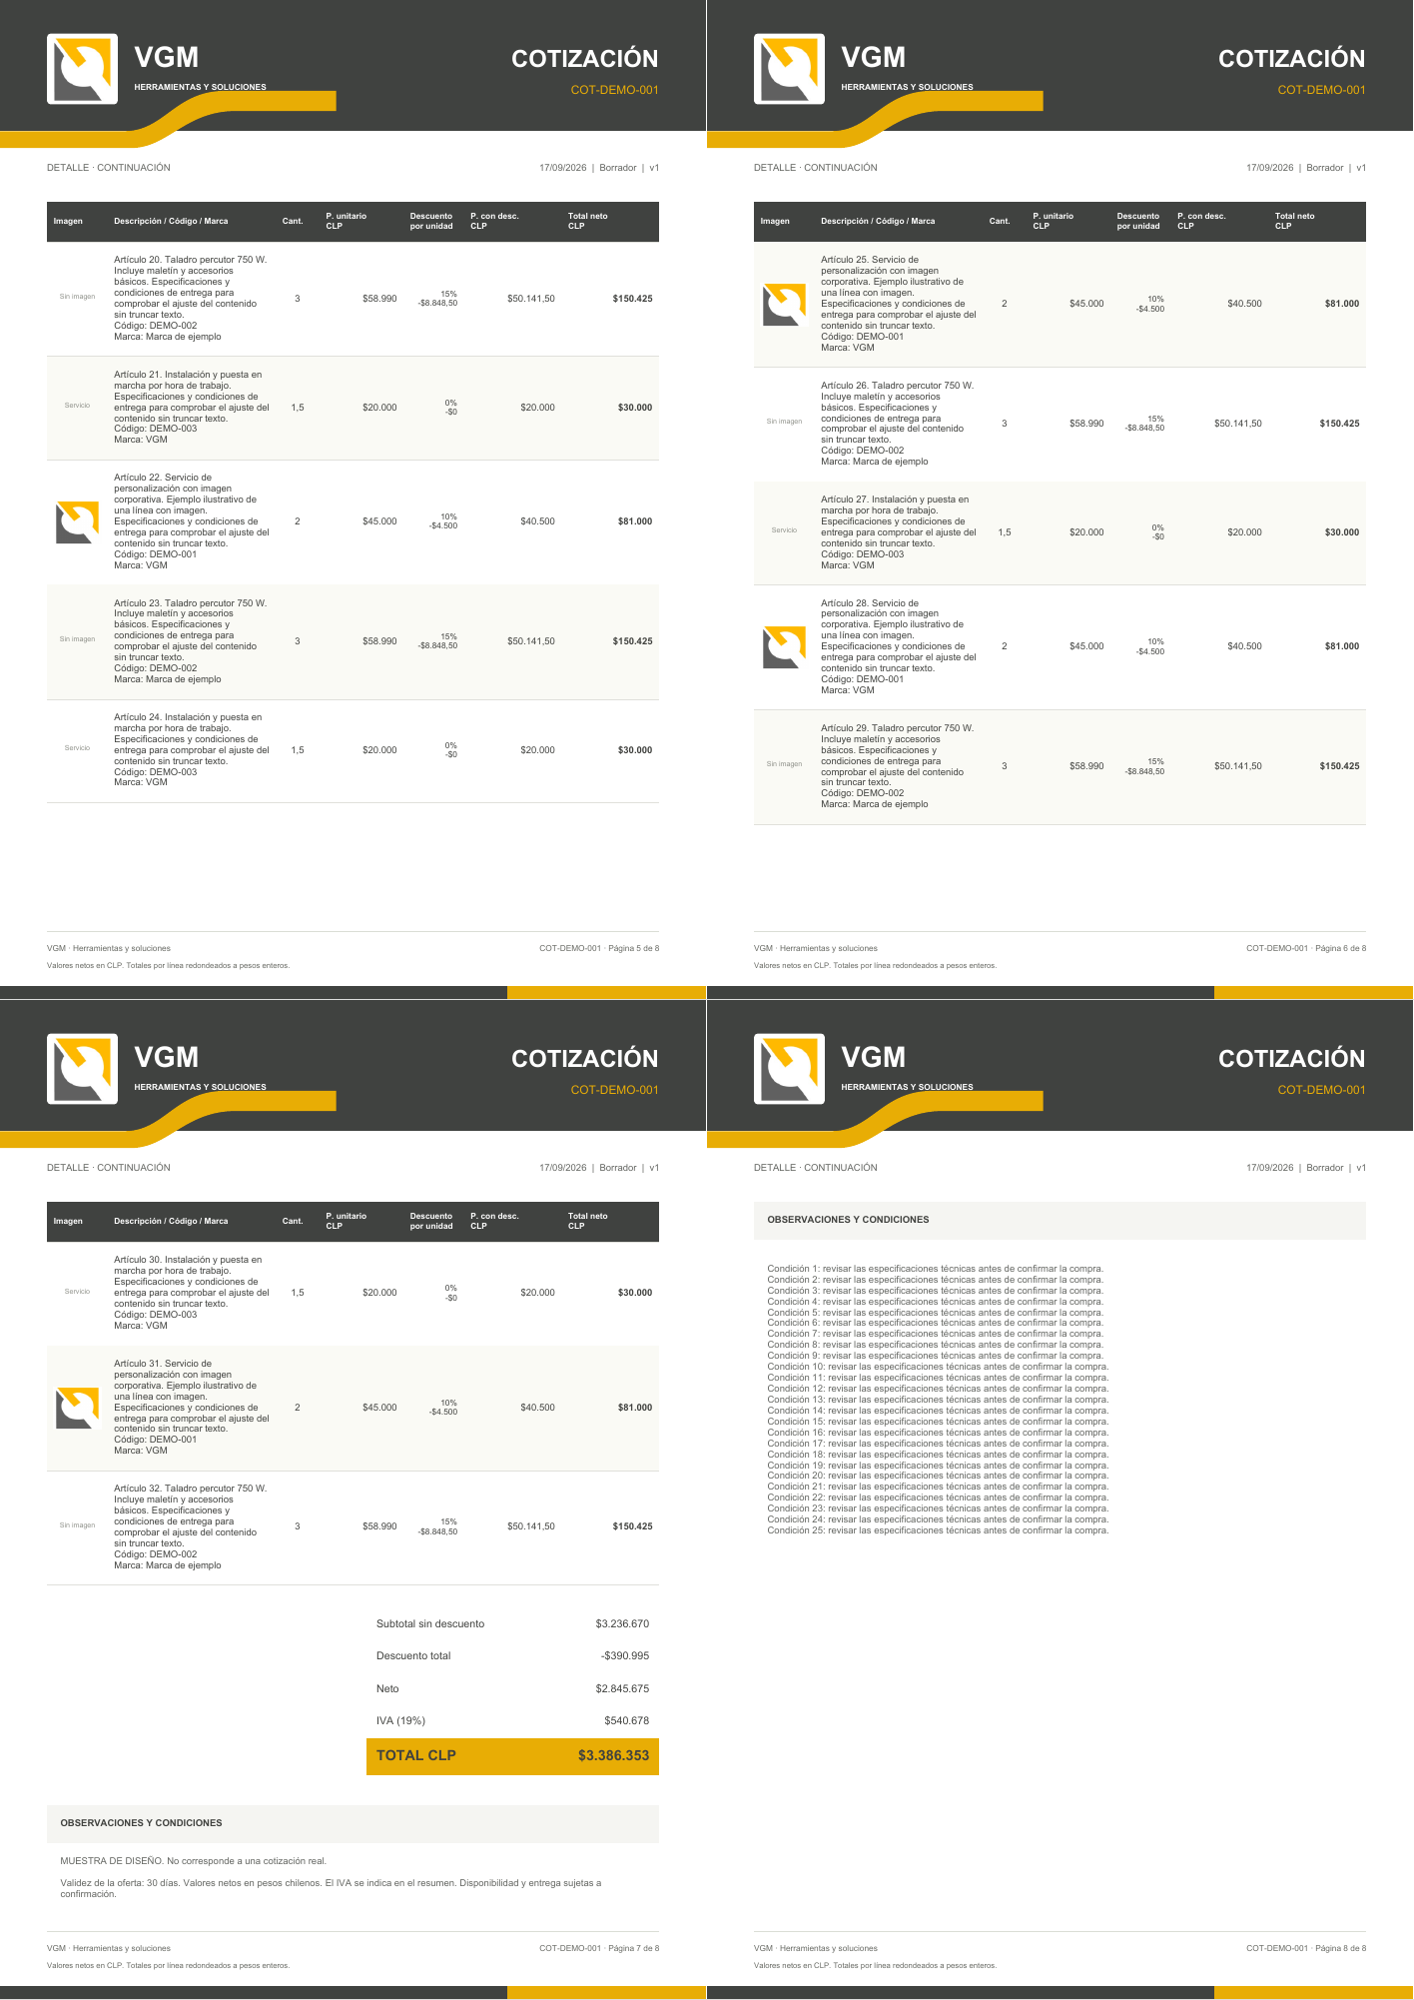 VGM
HERRAMIENTAS Y SOLUCIONES
COTIZACIÓN
COT-DEMO-001
DETALLE · CONTINUACIÓN
17/09/2026 | Borrador | v1
Imagen Descripción / Código / Marca Cant. P. unitario CLP Descuento por unidad P. con desc. CLP Total neto CLP
Artículo 20. Taladro percutor 750 W.
Incluye maletín y accesorios
básicos. Especificaciones y
condiciones de entrega para
comprobar el ajuste del contenido
sin truncar texto.
Código: DEMO-002
Marca: Marca de ejemplo
Sin imagen 3 $58.990 15% -$8.848,50 $50.141,50 $150.425
Artículo 21. Instalación y puesta en
marcha por hora de trabajo.
Especificaciones y condiciones de
entrega para comprobar el ajuste del
contenido sin truncar texto.
Código: DEMO-003
Marca: VGM
Servicio 1,5 $20.000 0% -$0 $20.000 $30.000
Artículo 22. Servicio de
personalización con imagen
corporativa. Ejemplo ilustrativo de
una línea con imagen.
Especificaciones y condiciones de
entrega para comprobar el ajuste del
contenido sin truncar texto.
Código: DEMO-001
Marca: VGM
2 $45.000 10% -$4.500 $40.500 $81.000
Artículo 23. Taladro percutor 750 W.
Incluye maletín y accesorios
básicos. Especificaciones y
condiciones de entrega para
comprobar el ajuste del contenido
sin truncar texto.
Código: DEMO-002
Marca: Marca de ejemplo
Sin imagen 3 $58.990 15% -$8.848,50 $50.141,50 $150.425
Artículo 24. Instalación y puesta en
marcha por hora de trabajo.
Especificaciones y condiciones de
entrega para comprobar el ajuste del
contenido sin truncar texto.
Código: DEMO-003
Marca: VGM
Servicio 1,5 $20.000 0% -$0 $20.000 $30.000
VGM · Herramientas y soluciones
COT-DEMO-001 · Página 5 de 8
Valores netos en CLP. Totales por línea redondeados a pesos enteros.
VGM
HERRAMIENTAS Y SOLUCIONES
COTIZACIÓN
COT-DEMO-001
DETALLE · CONTINUACIÓN
17/09/2026 | Borrador | v1
Imagen Descripción / Código / Marca Cant. P. unitario CLP Descuento por unidad P. con desc. CLP Total neto CLP
Artículo 25. Servicio de
personalización con imagen
corporativa. Ejemplo ilustrativo de
una línea con imagen.
Especificaciones y condiciones de
entrega para comprobar el ajuste del
contenido sin truncar texto.
Código: DEMO-001
Marca: VGM
2 $45.000 10% -$4.500 $40.500 $81.000
Artículo 26. Taladro percutor 750 W.
Incluye maletín y accesorios
básicos. Especificaciones y
condiciones de entrega para
comprobar el ajuste del contenido
sin truncar texto.
Código: DEMO-002
Marca: Marca de ejemplo
Sin imagen 3 $58.990 15% -$8.848,50 $50.141,50 $150.425
Artículo 27. Instalación y puesta en
marcha por hora de trabajo.
Especificaciones y condiciones de
entrega para comprobar el ajuste del
contenido sin truncar texto.
Código: DEMO-003
Marca: VGM
Servicio 1,5 $20.000 0% -$0 $20.000 $30.000
Artículo 28. Servicio de
personalización con imagen
corporativa. Ejemplo ilustrativo de
una línea con imagen.
Especificaciones y condiciones de
entrega para comprobar el ajuste del
contenido sin truncar texto.
Código: DEMO-001
Marca: VGM
2 $45.000 10% -$4.500 $40.500 $81.000
Artículo 29. Taladro percutor 750 W.
Incluye maletín y accesorios
básicos. Especificaciones y
condiciones de entrega para
comprobar el ajuste del contenido
sin truncar texto.
Código: DEMO-002
Marca: Marca de ejemplo
Sin imagen 3 $58.990 15% -$8.848,50 $50.141,50 $150.425
VGM · Herramientas y soluciones
COT-DEMO-001 · Página 6 de 8
Valores netos en CLP. Totales por línea redondeados a pesos enteros.
VGM
HERRAMIENTAS Y SOLUCIONES
COTIZACIÓN
COT-DEMO-001
DETALLE · CONTINUACIÓN
17/09/2026 | Borrador | v1
Imagen Descripción / Código / Marca Cant. P. unitario CLP Descuento por unidad P. con desc. CLP Total neto CLP
Artículo 30. Instalación y puesta en
marcha por hora de trabajo.
Especificaciones y condiciones de
entrega para comprobar el ajuste del
contenido sin truncar texto.
Código: DEMO-003
Marca: VGM
Servicio 1,5 $20.000 0% -$0 $20.000 $30.000
Artículo 31. Servicio de
personalización con imagen
corporativa. Ejemplo ilustrativo de
una línea con imagen.
Especificaciones y condiciones de
entrega para comprobar el ajuste del
contenido sin truncar texto.
Código: DEMO-001
Marca: VGM
2 $45.000 10% -$4.500 $40.500 $81.000
Artículo 32. Taladro percutor 750 W.
Incluye maletín y accesorios
básicos. Especificaciones y
condiciones de entrega para
comprobar el ajuste del contenido
sin truncar texto.
Código: DEMO-002
Marca: Marca de ejemplo
Sin imagen 3 $58.990 15% -$8.848,50 $50.141,50 $150.425
Subtotal sin descuento $3.236.670
Descuento total -$390.995
Neto $2.845.675
IVA (19%) $540.678
TOTAL CLP $3.386.353
OBSERVACIONES Y CONDICIONES
MUESTRA DE DISEÑO. No corresponde a una cotización real.
Validez de la oferta: 30 días. Valores netos en pesos chilenos. El IVA se indica en el resumen. Disponibilidad y entrega sujetas a
confirmación.
VGM · Herramientas y soluciones
COT-DEMO-001 · Página 7 de 8
Valores netos en CLP. Totales por línea redondeados a pesos enteros.
VGM
HERRAMIENTAS Y SOLUCIONES
COTIZACIÓN
COT-DEMO-001
DETALLE · CONTINUACIÓN
17/09/2026 | Borrador | v1
OBSERVACIONES Y CONDICIONES
Condición 1: revisar las especificaciones técnicas antes de confirmar la compra.
Condición 2: revisar las especificaciones técnicas antes de confirmar la compra.
Condición 3: revisar las especificaciones técnicas antes de confirmar la compra.
Condición 4: revisar las especificaciones técnicas antes de confirmar la compra.
Condición 5: revisar las especificaciones técnicas antes de confirmar la compra.
Condición 6: revisar las especificaciones técnicas antes de confirmar la compra.
Condición 7: revisar las especificaciones técnicas antes de confirmar la compra.
Condición 8: revisar las especificaciones técnicas antes de confirmar la compra.
Condición 9: revisar las especificaciones técnicas antes de confirmar la compra.
Condición 10: revisar las especificaciones técnicas antes de confirmar la compra.
Condición 11: revisar las especificaciones técnicas antes de confirmar la compra.
Condición 12: revisar las especificaciones técnicas antes de confirmar la compra.
Condición 13: revisar las especificaciones técnicas antes de confirmar la compra.
Condición 14: revisar las especificaciones técnicas antes de confirmar la compra.
Condición 15: revisar las especificaciones técnicas antes de confirmar la compra.
Condición 16: revisar las especificaciones técnicas antes de confirmar la compra.
Condición 17: revisar las especificaciones técnicas antes de confirmar la compra.
Condición 18: revisar las especificaciones técnicas antes de confirmar la compra.
Condición 19: revisar las especificaciones técnicas antes de confirmar la compra.
Condición 20: revisar las especificaciones técnicas antes de confirmar la compra.
Condición 21: revisar las especificaciones técnicas antes de confirmar la compra.
Condición 22: revisar las especificaciones técnicas antes de confirmar la compra.
Condición 23: revisar las especificaciones técnicas antes de confirmar la compra.
Condición 24: revisar las especificaciones técnicas antes de confirmar la compra.
Condición 25: revisar las especificaciones técnicas antes de confirmar la compra.
VGM · Herramientas y soluciones
COT-DEMO-001 · Página 8 de 8
Valores netos en CLP. Totales por línea redondeados a pesos enteros.